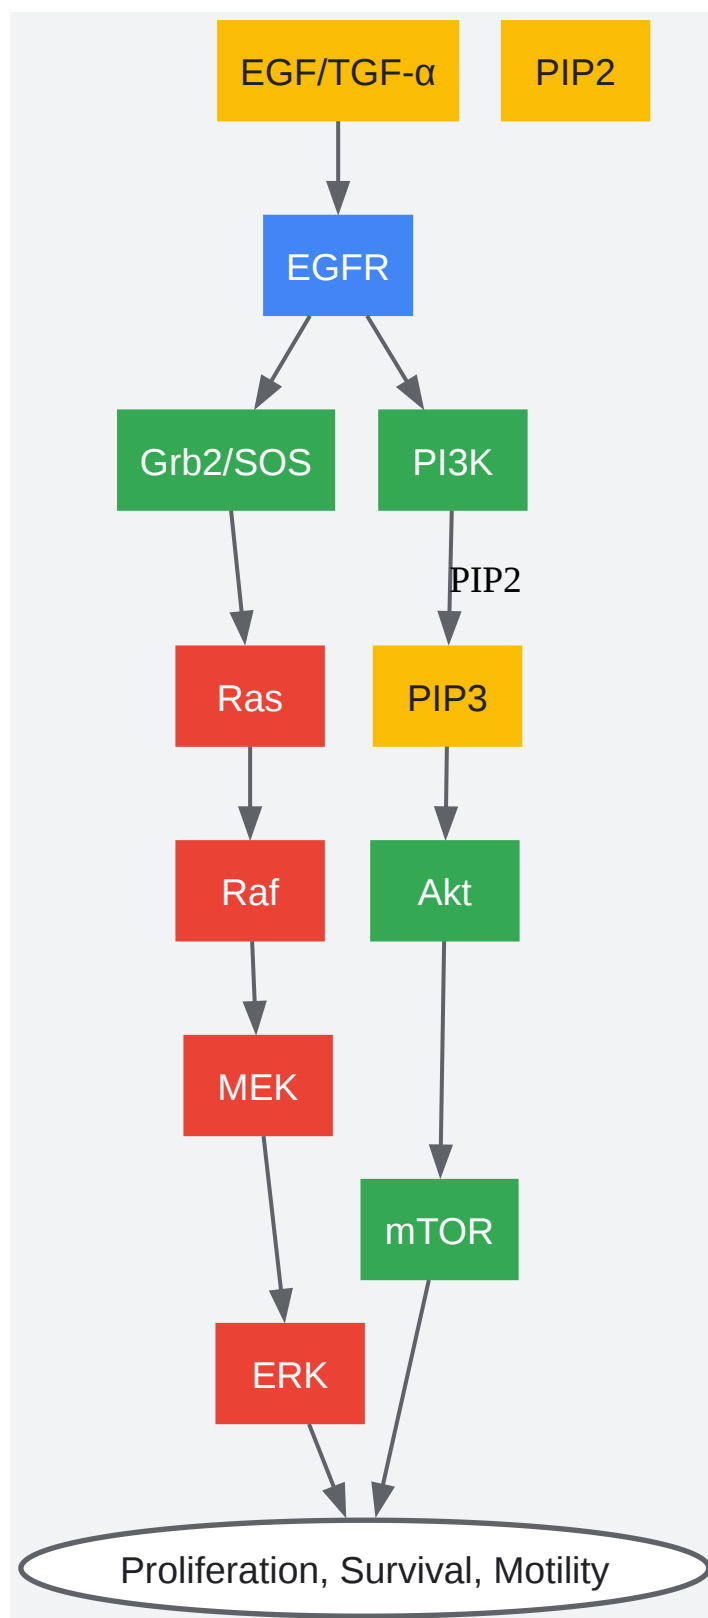 EGF/TGF-α
PIP2
EGFR
Grb2/SOS
PI3K
PIP2
Ras
PIP3
Raf
Akt
MEK
mTOR
ERK
Proliferation, Survival, Motility